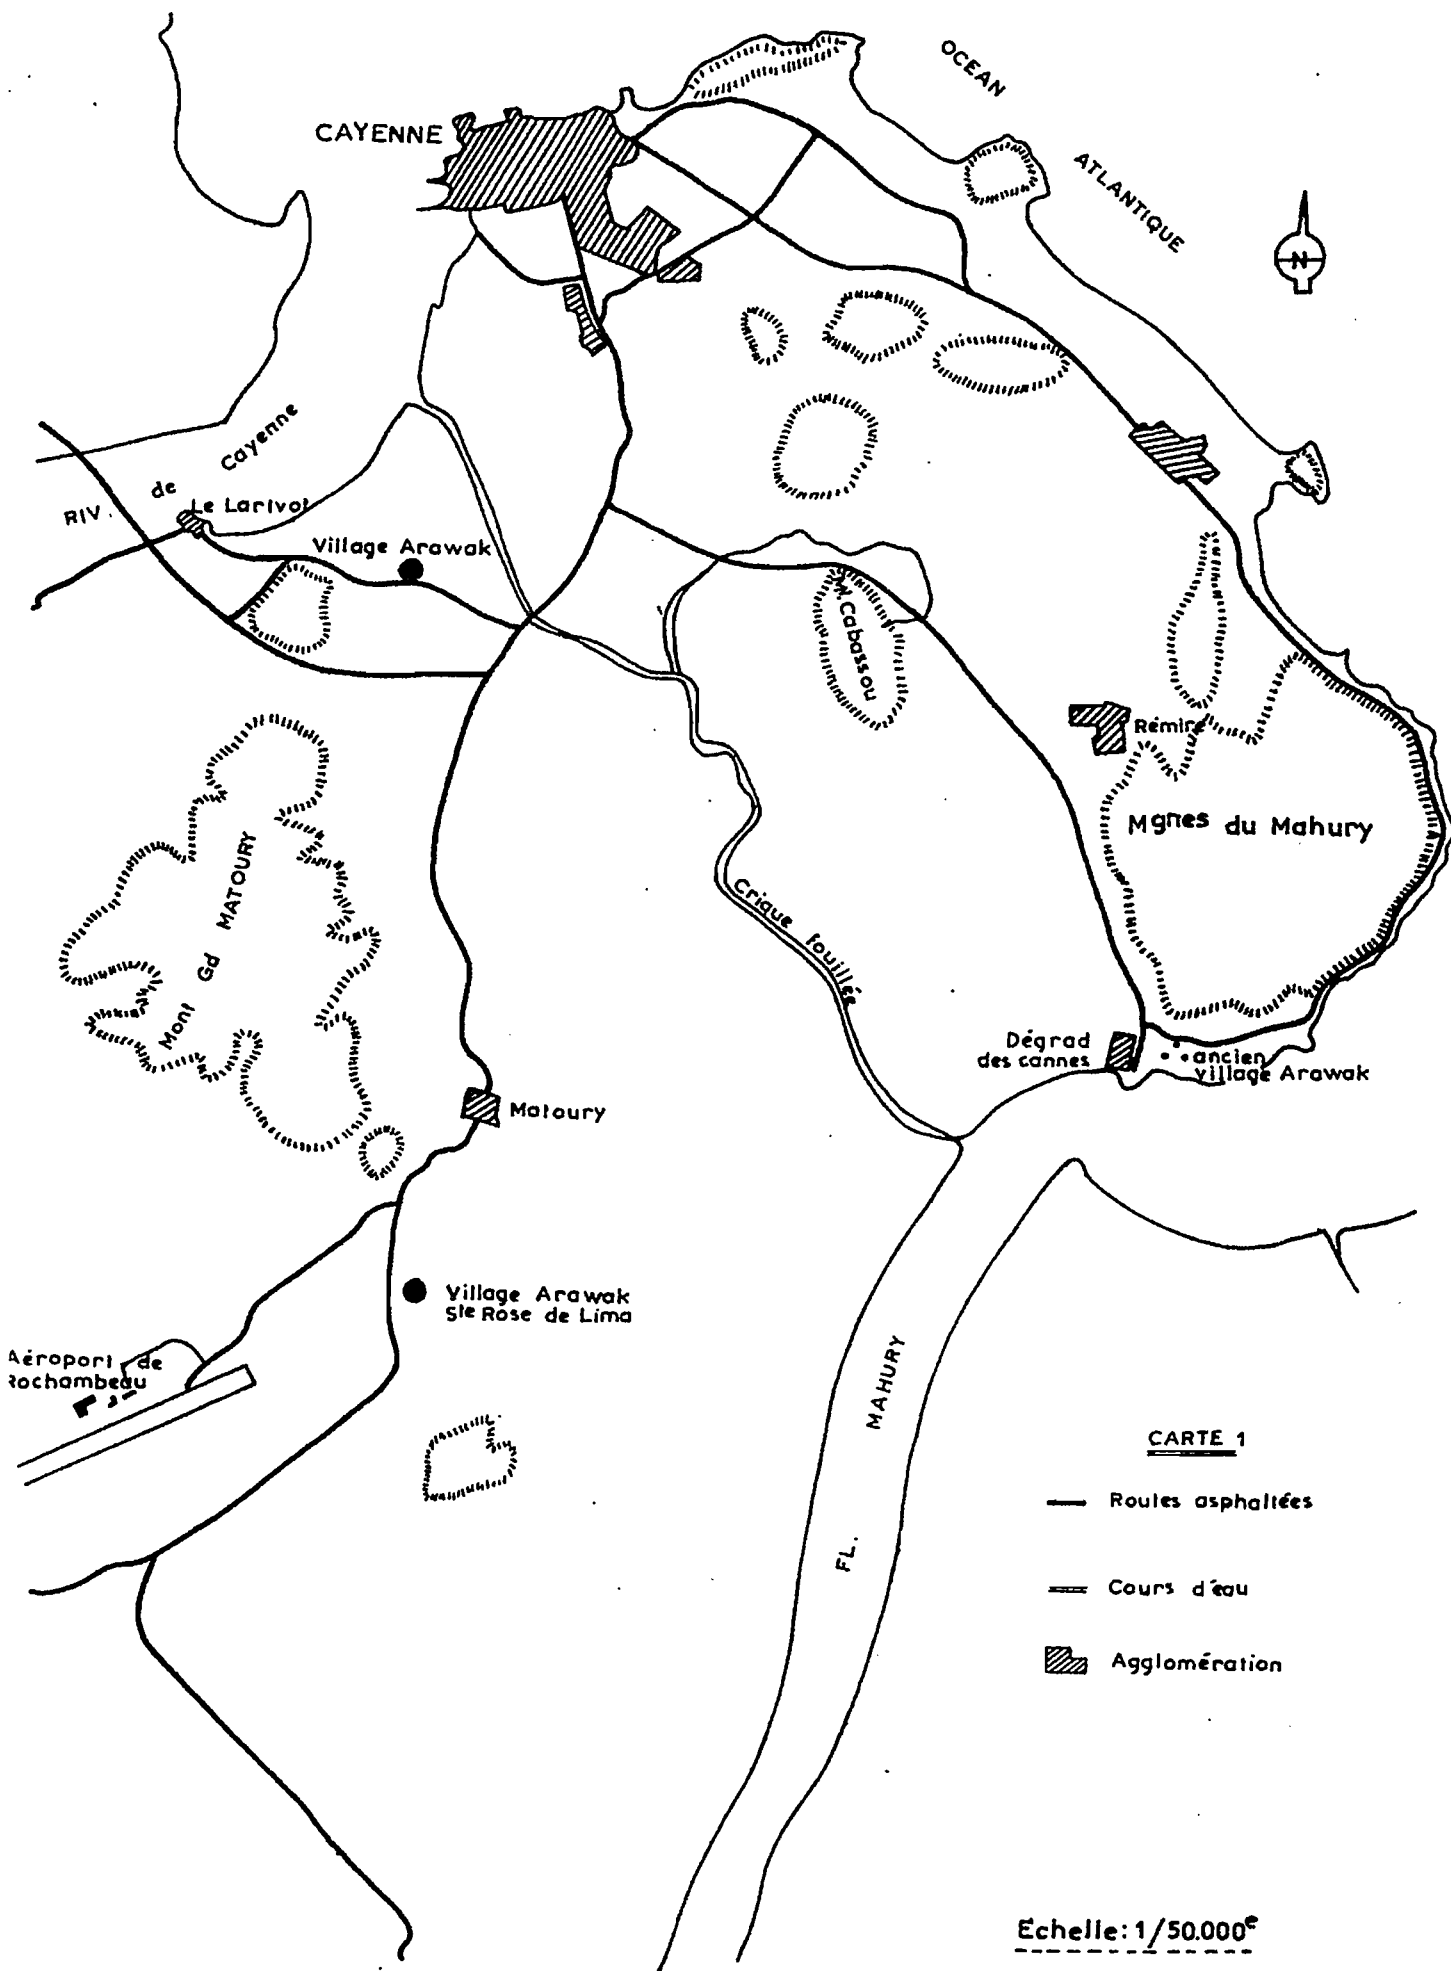 OCEAN
ATLANTIQUE
CAYENNE
N
RIV. de Cayenne
Le Larivot
Village Arawak
M! Cabassou
Rémire
Mgnes du Mahury
Mont Gd MATOURY
Crique fouillée
Dégrad
des cannes
ancien
village Arawak
Matoury
Village Arawak
Ste Rose de Lima
Aéroport de
Rochambeau
FL. MAHURY
CARTE 1
Routes asphaltées
Cours d'eau
Agglomération
Echelle: 1/50.000e